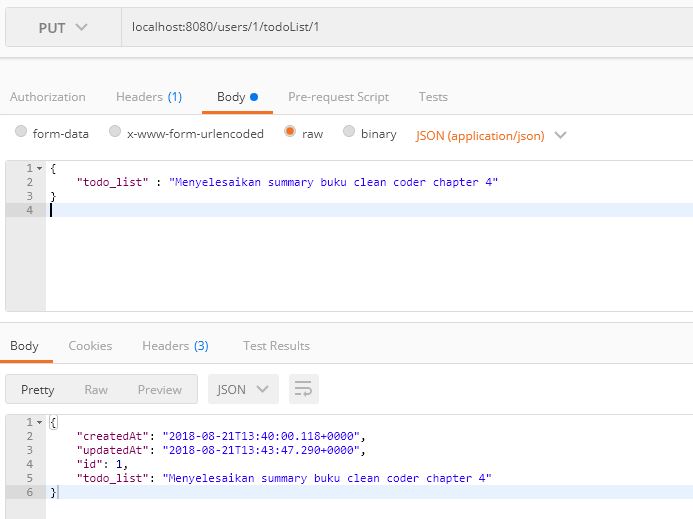 PUT localhost:8080/users/1/todoList/1
Authorization Headers (1) Body Pre-request Script Tests
form-data x-www-form-urlencoded raw binary JSON (application/json)
1 {
2 "todo_list" : "Menyelesaikan summary buku clean coder chapter 4"
3 }
4
Body Cookies Headers (3) Test Results
Pretty Raw Preview JSON
1 {
2 "createdAt": "2018-08-21T13:40:00.118+0000",
3 "updatedAt": "2018-08-21T13:43:47.290+0000",
4 "id": 1,
5 "todo_list": "Menyelesaikan summary buku clean coder chapter 4"
6 }